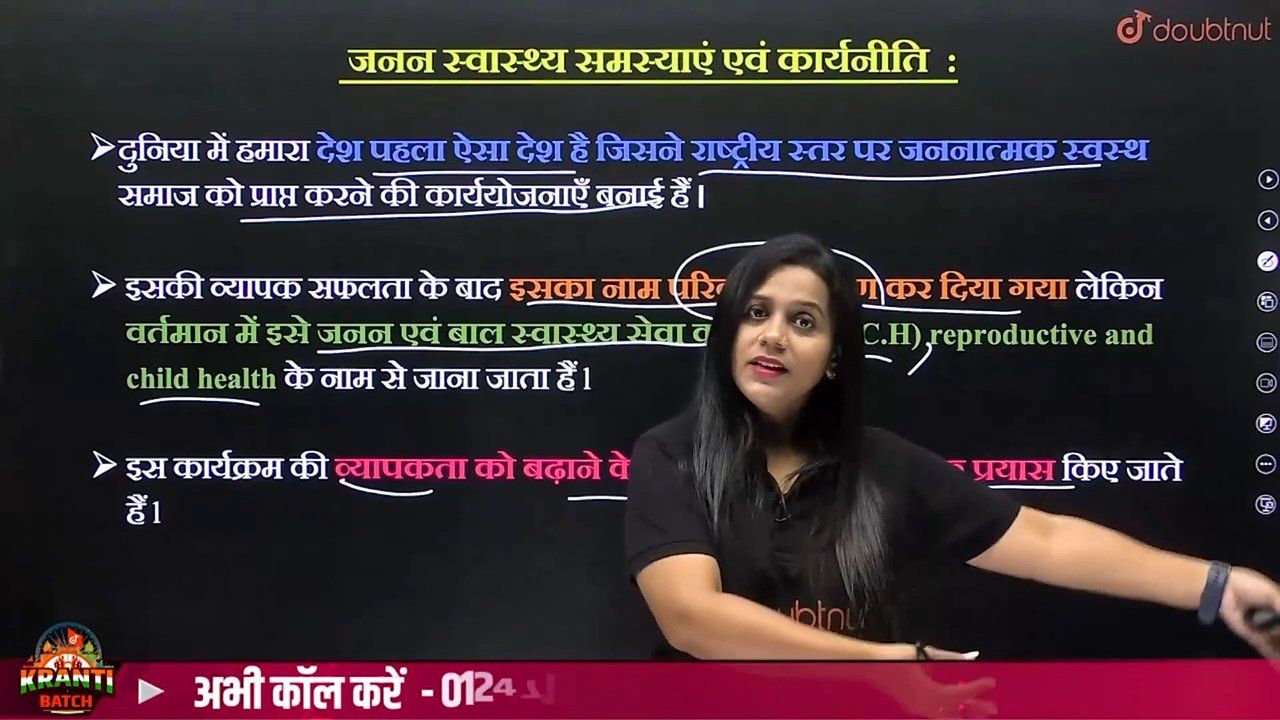 doubtnut
जनन स्वास्थ्य समस्याएं एवं कार्यनीति :
दुनिया में हमारा देश पहला ऐसा देश है जिसने राष्ट्रीय स्तर पर जननात्मक स्वस्थ
समाज को प्राप्त करने की कार्ययोजनाएँ बनाई हैं ।
इसकी व्यापक सफलता के बाद इसका नाम कर दिया गया लेकिन
वर्तमान में इसे जनन एवं बाल स्वास्थ्य सेवा C.H) reproductive and
child health के नाम से जाना जाता हैं l
इस कार्यक्रम की व्यापकता को बढ़ाने के प्रयास किए जाते
हैं l
KRANTI
BATCH
अभी कॉल करें - 0124